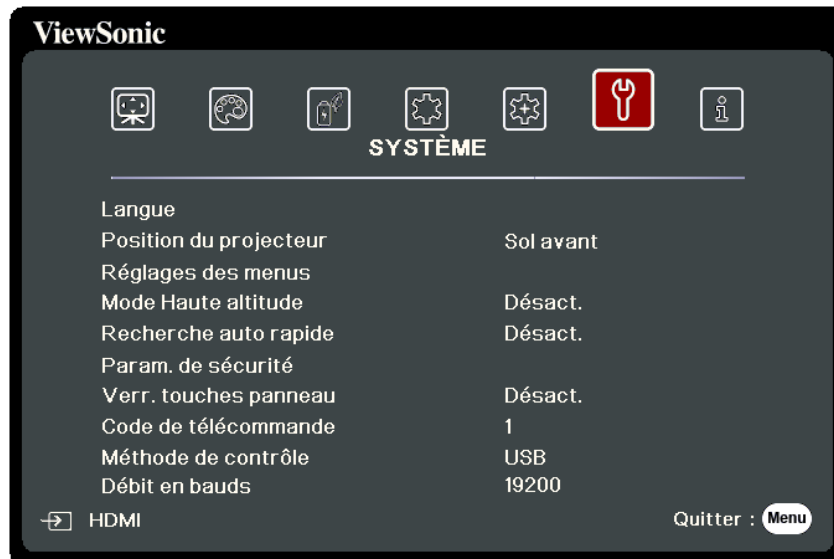 ViewSonic
SYSTÈME
Langue
Position du projecteur Sol avant
Réglages des menus
Mode Haute altitude Désact.
Recherche auto rapide Désact.
Param. de sécurité
Verr. touches panneau Désact.
Code de télécommande 1
Méthode de contrôle USB
Débit en bauds 19200
HDMI Quitter : Menu